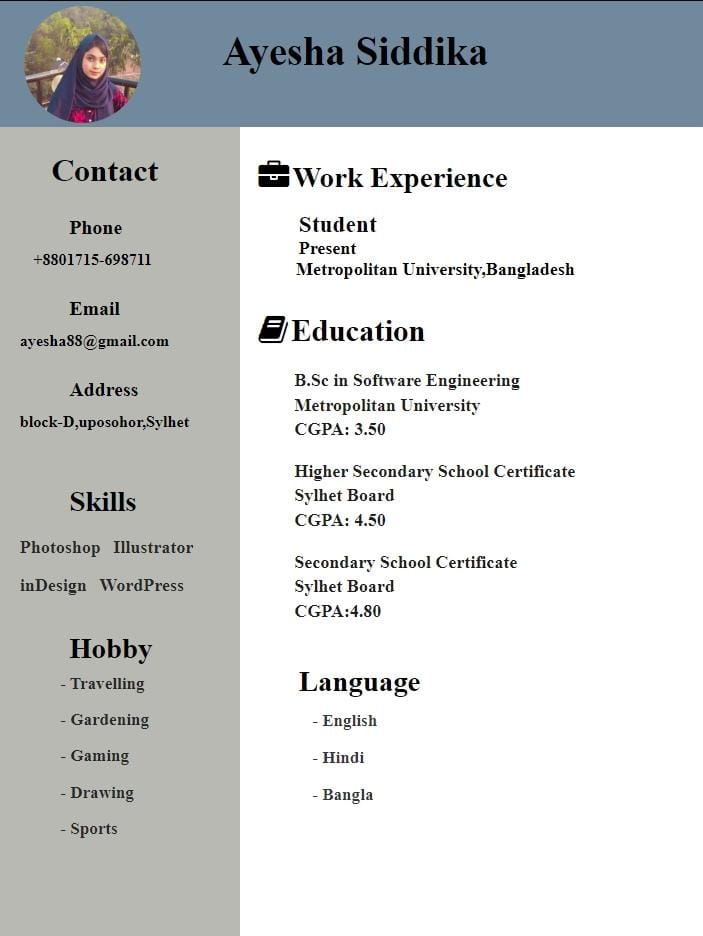 Ayesha Siddika
Contact
Phone
+8801715-698711
Email
ayesha88@gmail.com
Address
block-D,uposohor,Sylhet
Skills
Photoshop Illustrator
inDesign WordPress
Hobby
- Travelling
- Gardening
- Gaming
- Drawing
- Sports
Work Experience
Student
Present
Metropolitan University,Bangladesh
Education
B.Sc in Software Engineering
Metropolitan University
CGPA: 3.50
Higher Secondary School Certificate
Sylhet Board
CGPA: 4.50
Secondary School Certificate
Sylhet Board
CGPA:4.80
Language
- English
- Hindi
- Bangla